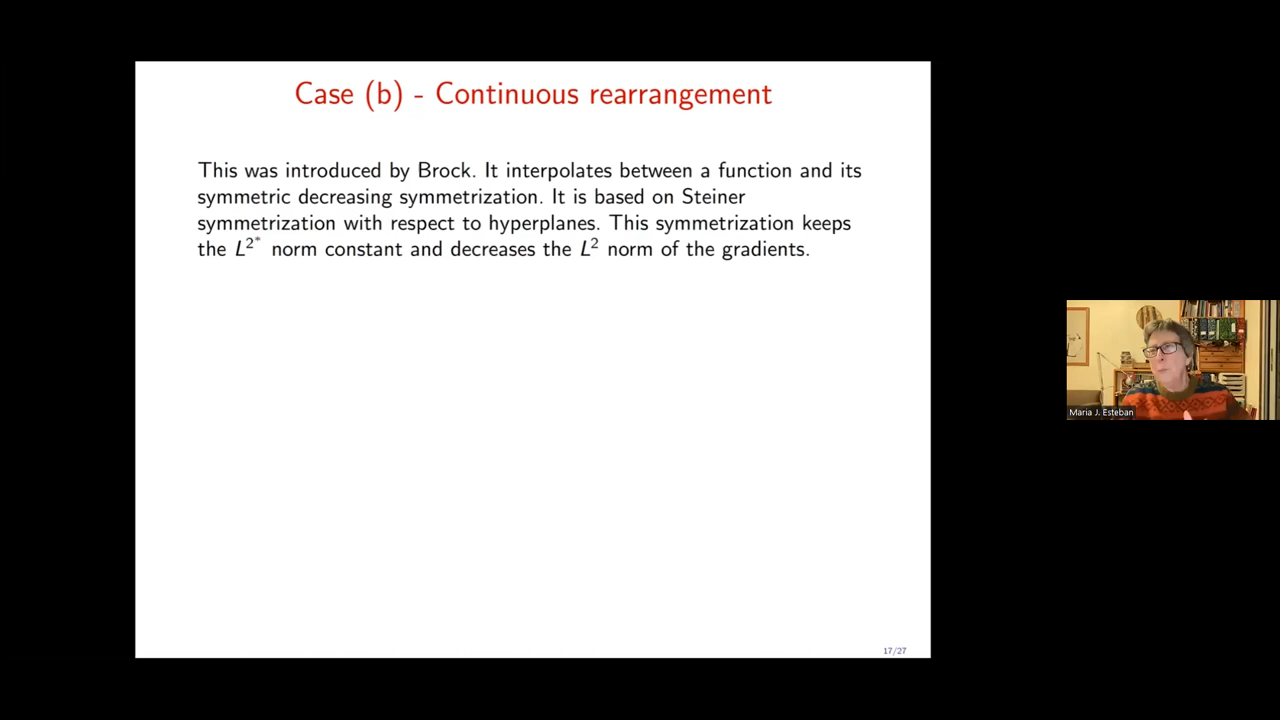 Case (b) - Continuous rearrangement
This was introduced by Brock. It interpolates between a function and its
symmetric decreasing symmetrization. It is based on Steiner
symmetrization with respect to hyperplanes. This symmetrization keeps
the L^{2^*} norm constant and decreases the L^2 norm of the gradients.
Maria J. Esteban
17/27